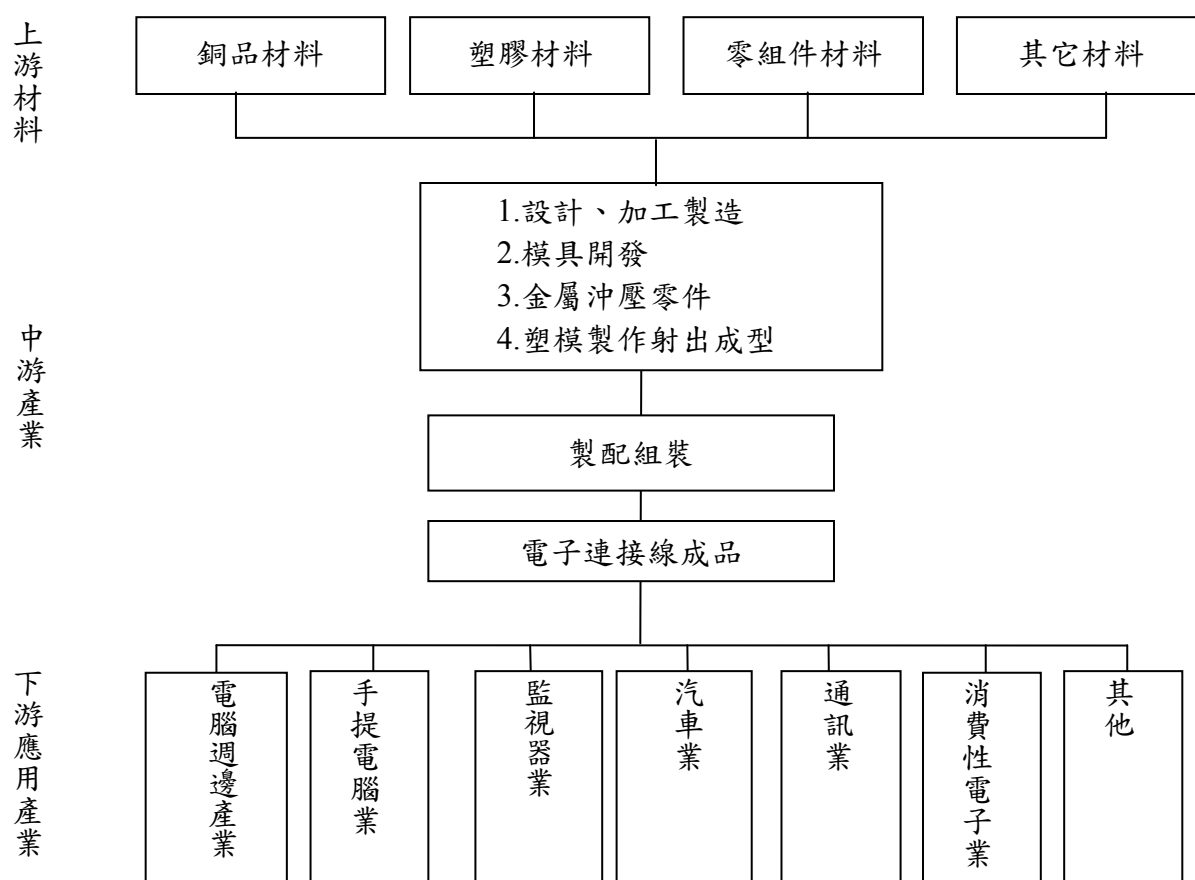 上游材料
銅品材料
塑膠材料
零組件材料
其它材料
中游產業
1.設計、加工製造
2.模具開發
3.金屬沖壓零件
4.塑模製作射出成型
製配組裝
電子連接線成品
下游應用產業
電腦週邊產業
手提電腦業
監視器業
汽車業
通訊業
消費性電子業
其他